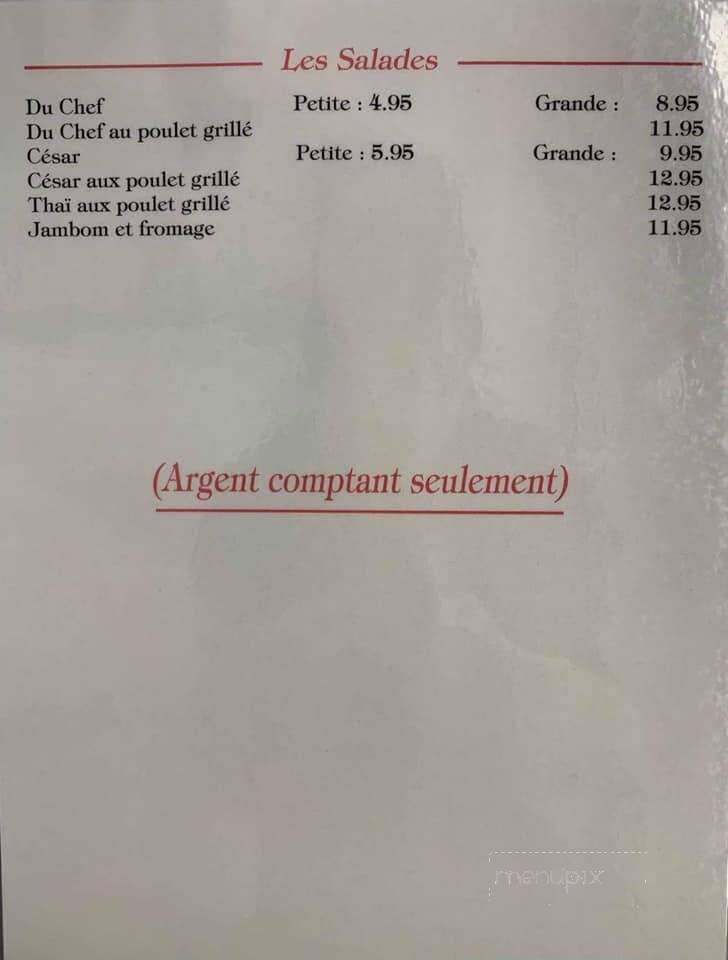 Les Salades
Du Chef Petite : 4.95 Grande : 8.95
Du Chef au poulet grillé 11.95
César Petite : 5.95 Grande : 9.95
César aux poulet grillé 12.95
Thaï aux poulet grillé 12.95
Jambom et fromage 11.95
(Argent comptant seulement)
menupix